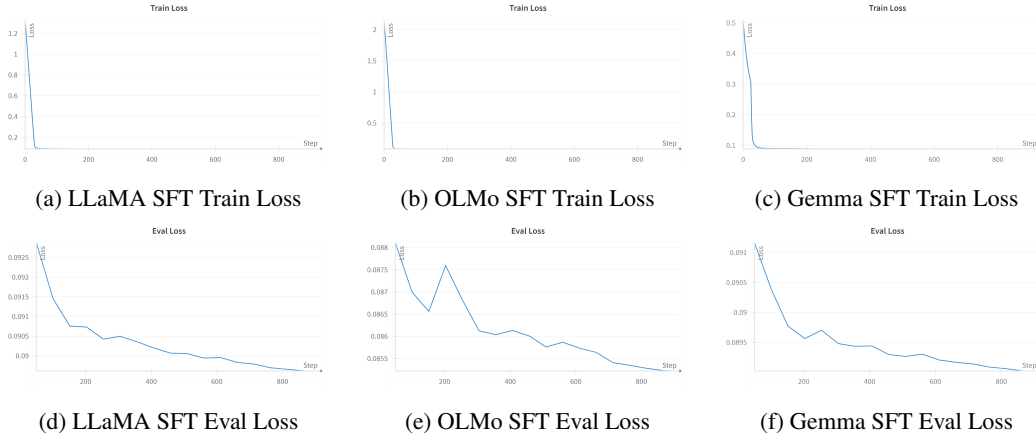 Train Loss
Train Loss
Train Loss
Loss
1.2
1
0.8
0.6
0.4
0.2
200
400
600
800
Step
Loss
2
1.5
1
0.5
200
400
600
800
Step
Loss
0.5
0.4
0.3
0.2
0.1
0
200
400
600
800
Step
(a) LLaMA SFT Train Loss
(b) OLMo SFT Train Loss
(c) Gemma SFT Train Loss
Eval Loss
Eval Loss
Eval Loss
Loss
0.0925
0.092
0.0915
0.091
0.0905
0.09
200
400
600
800
Step
Loss
0.088
0.0875
0.087
0.0865
0.086
0.0855
200
400
600
800
Step
Loss
0.091
0.0905
0.09
0.0895
200
400
600
800
Step
(d) LLaMA SFT Eval Loss
(e) OLMo SFT Eval Loss
(f) Gemma SFT Eval Loss